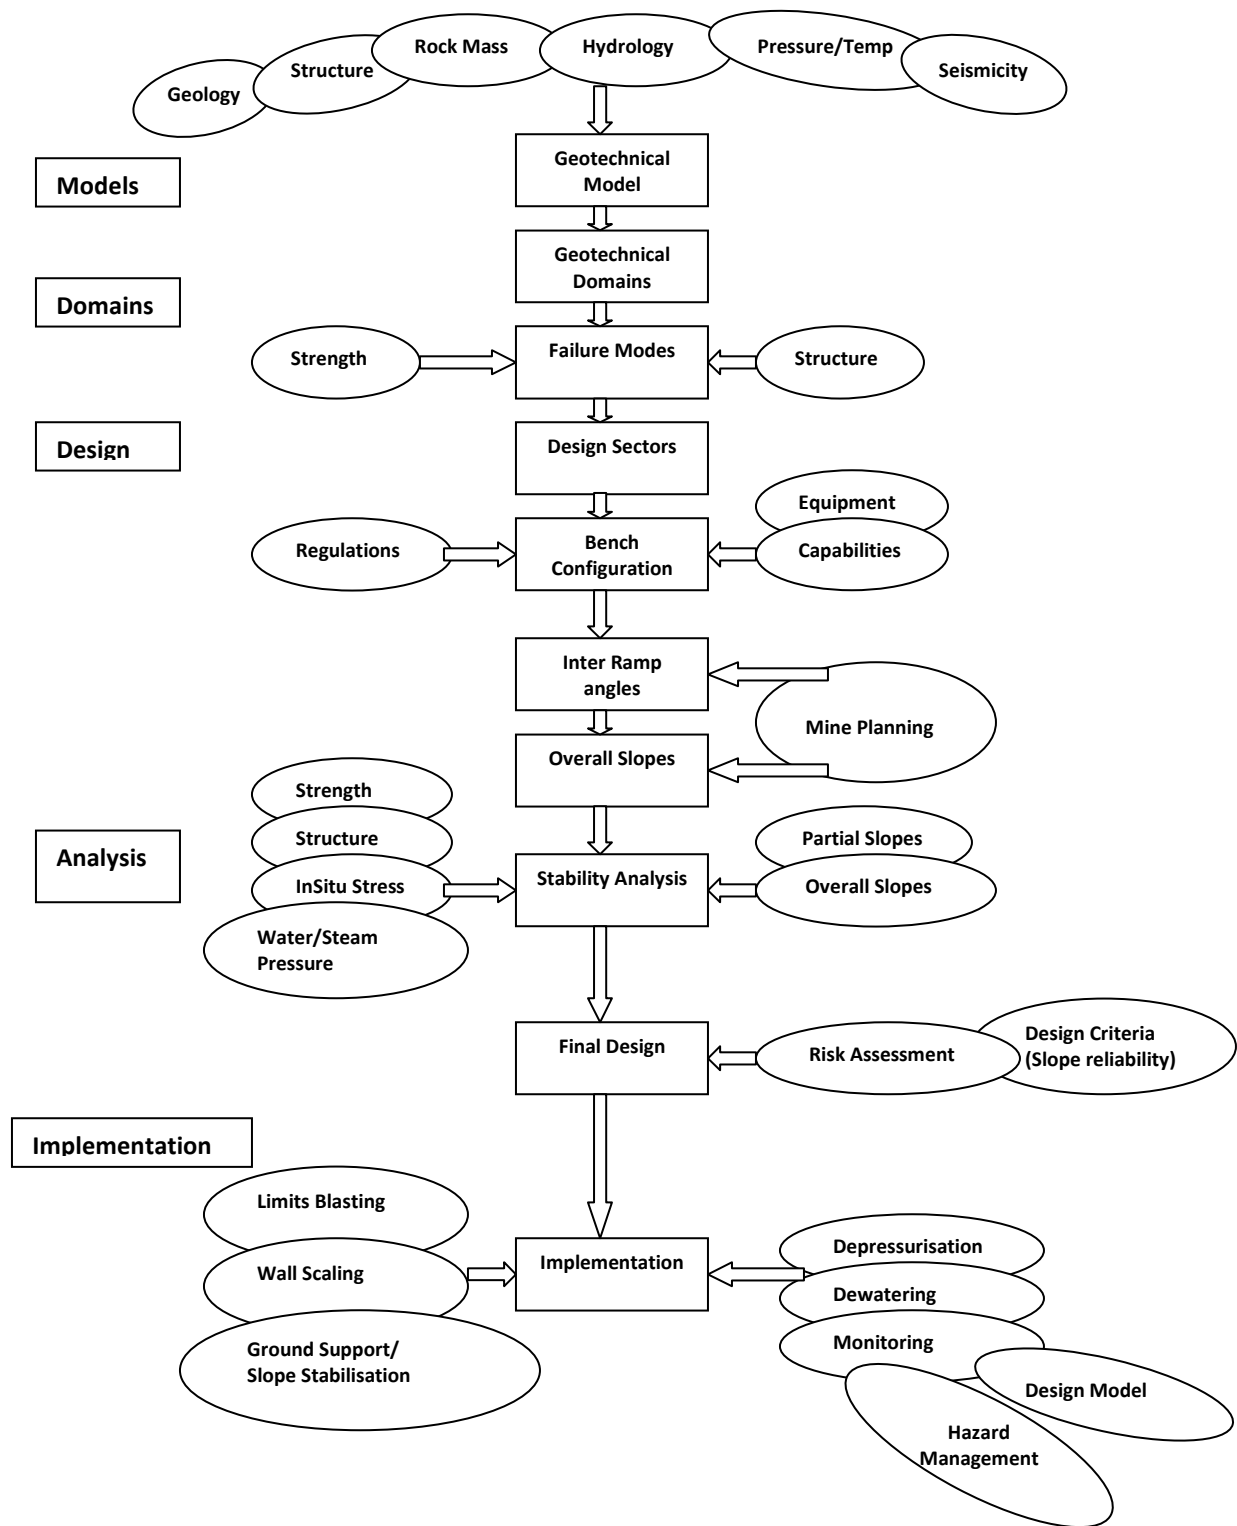 Geology
Structure
Rock Mass
Hydrology
Pressure/Temp
Seismicity
Models
Geotechnical
Model
Geotechnical
Domains
Domains
Strength
Failure Modes
Structure
Design
Design Sectors
Regulations
Bench
Configuration
Equipment
Capabilities
Inter Ramp
angles
Mine Planning
Overall Slopes
Analysis
Strength
Structure
InSitu Stress
Water/Steam
Pressure
Stability Analysis
Partial Slopes
Overall Slopes
Final Design
Risk Assessment
Design Criteria
(Slope reliability)
Implementation
Limits Blasting
Wall Scaling
Ground Support/
Slope Stabilisation
Implementation
Depressurisation
Dewatering
Monitoring
Design Model
Hazard
Management